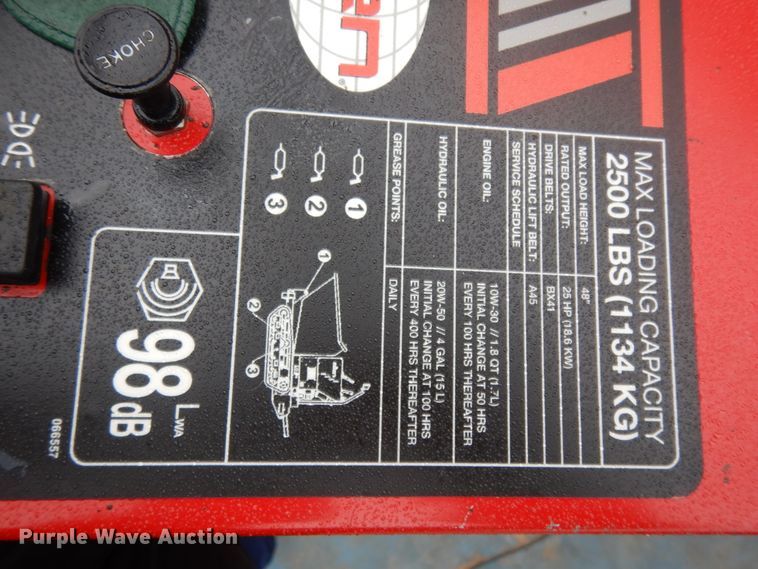 CHOKE
en
®
MAX LOADING CAPACITY
2500 LBS (1134 KG)
MAX LOAD HEIGHT: 48"
RATED OUTPUT: 25 HP (18.6 KW)
DRIVE BELTS: BX41
HYDRAULIC LIFT BELT: A45
SERVICE SCHEDULE
ENGINE OIL: 10W-30 // 1.8 QT (1.7L)
INITIAL CHANGE AT 50 HRS
EVERY 100 HRS THEREAFTER
HYDRAULIC OIL: 20W-50 // 4 GAL (15 L)
INITIAL CHANGE AT 100 HRS
EVERY 400 HRS THEREAFTER
GREASE POINTS: DAILY
1
2
3
1
2
3
98 LWA
dB
066557
Purple Wave Auction